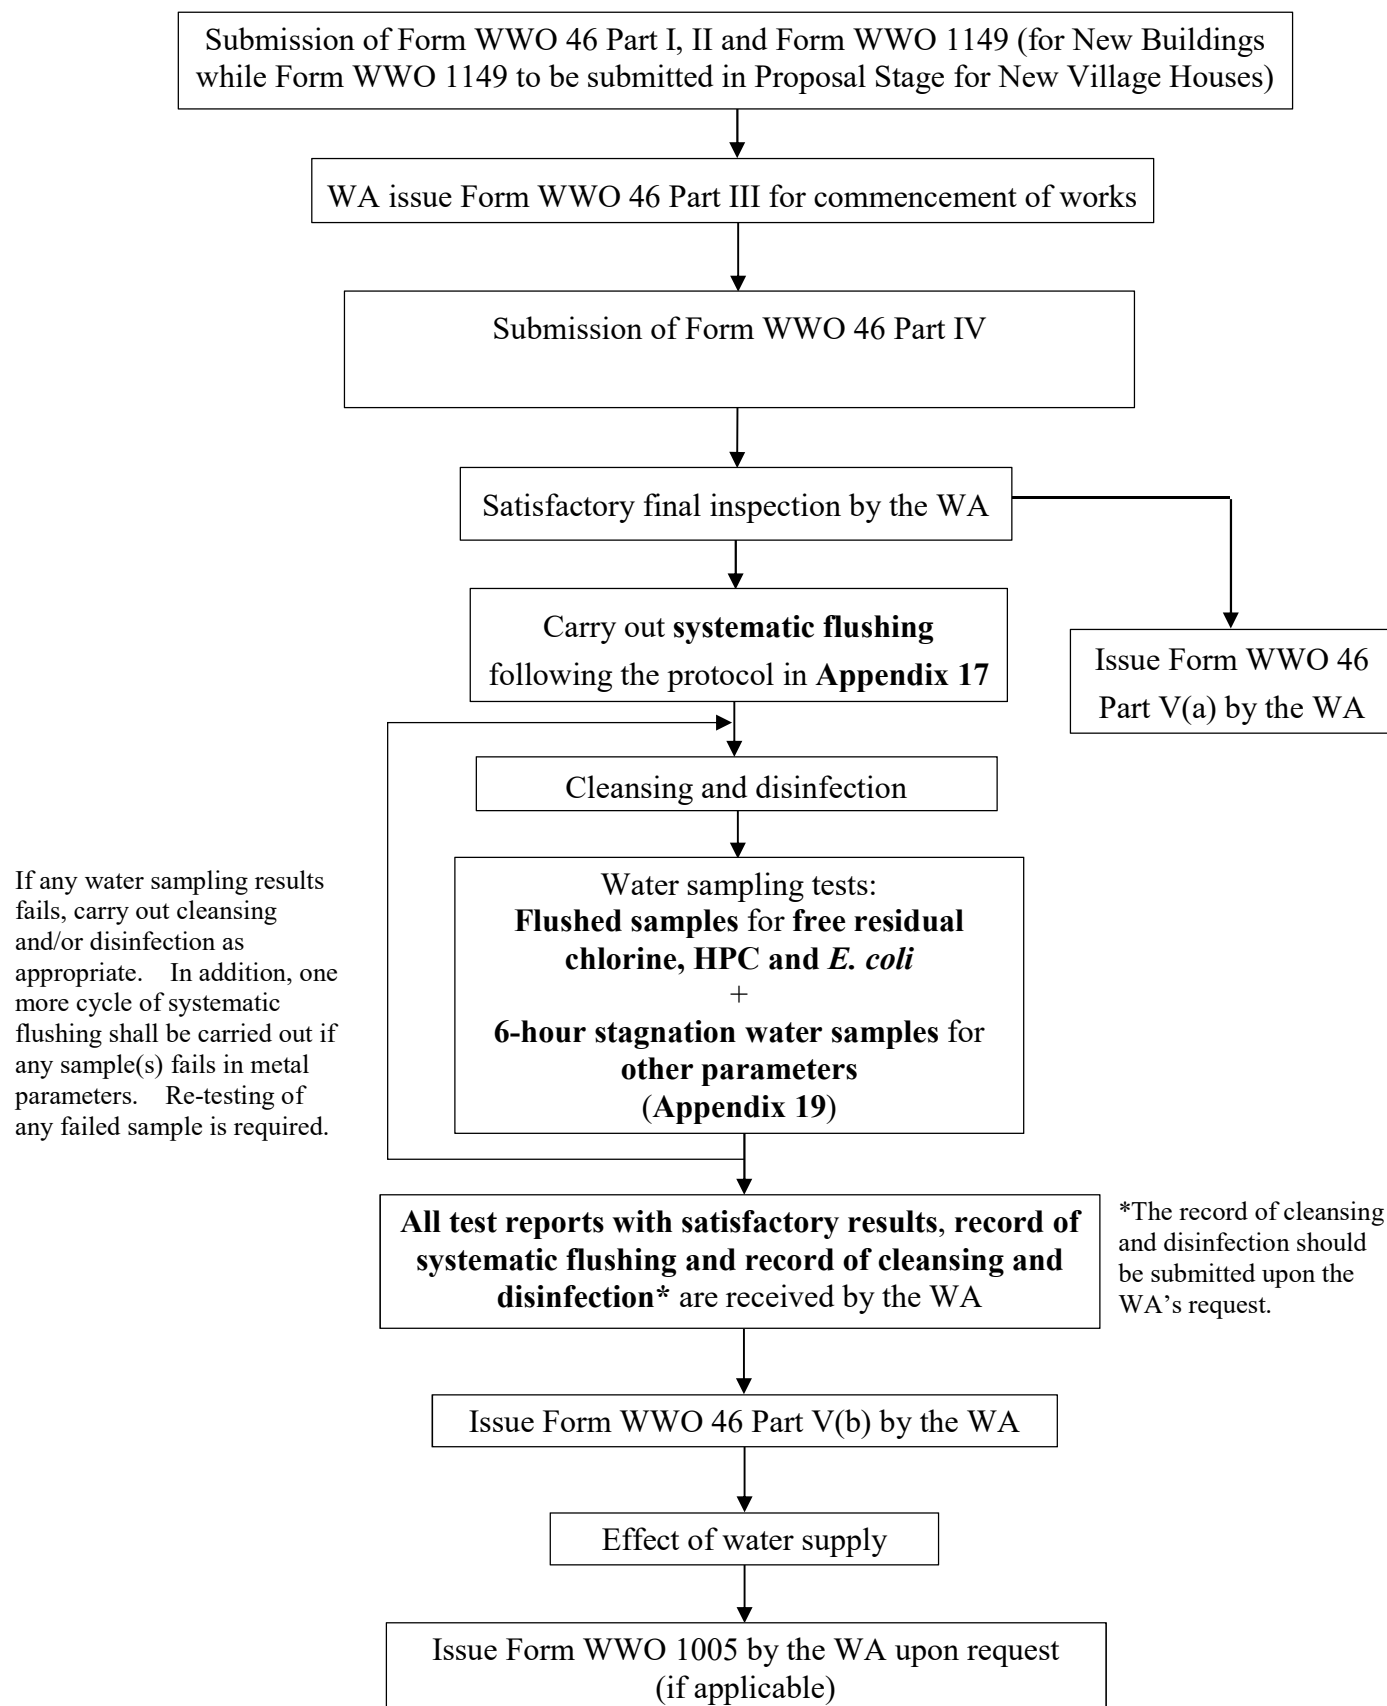 Submission of Form WWO 46 Part I, II and Form WWO 1149 (for New Buildings
while Form WWO 1149 to be submitted in Proposal Stage for New Village Houses)
WA issue Form WWO 46 Part III for commencement of works
Submission of Form WWO 46 Part IV
Satisfactory final inspection by the WA
Carry out systematic flushing
following the protocol in Appendix 17
Issue Form WWO 46
Part V(a) by the WA
Cleansing and disinfection
Water sampling tests:
Flushed samples for free residual
chlorine, HPC and E. coli
+
6-hour stagnation water samples for
other parameters
(Appendix 19)
If any water sampling results
fails, carry out cleansing
and/or disinfection as
appropriate. In addition, one
more cycle of systematic
flushing shall be carried out if
any sample(s) fails in metal
parameters. Re-testing of
any failed sample is required.
All test reports with satisfactory results, record of
systematic flushing and record of cleansing and
disinfection* are received by the WA
*The record of cleansing
and disinfection should
be submitted upon the
WA’s request.
Issue Form WWO 46 Part V(b) by the WA
Effect of water supply
Issue Form WWO 1005 by the WA upon request
(if applicable)